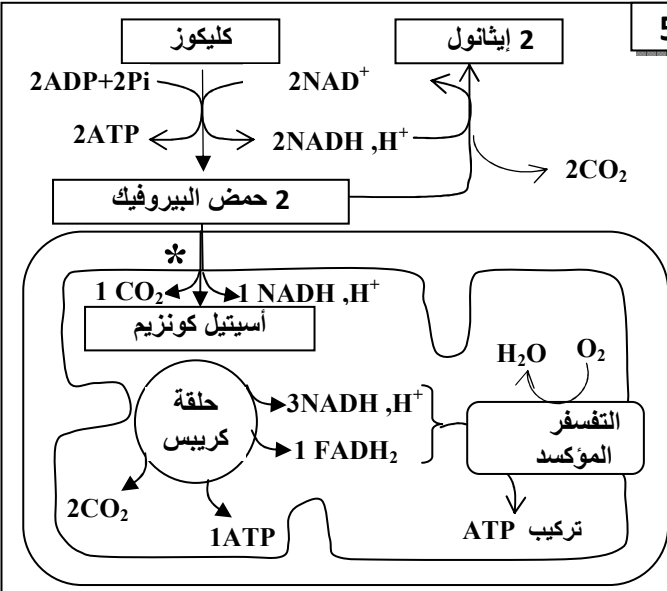 5
كليكوز
2 إيثانول
2ADP+2Pi
2NAD⁺
2ATP
2NADH ,H⁺
2CO₂
2 حمض البيروفيك
*
1 CO₂
1 NADH ,H⁺
أسيتيل كونزيم
H₂O
O₂
حلقة
كريبس
3NADH ,H⁺
1 FADH₂
التفسفر
المؤكسد
2CO₂
1ATP
تركيب ATP